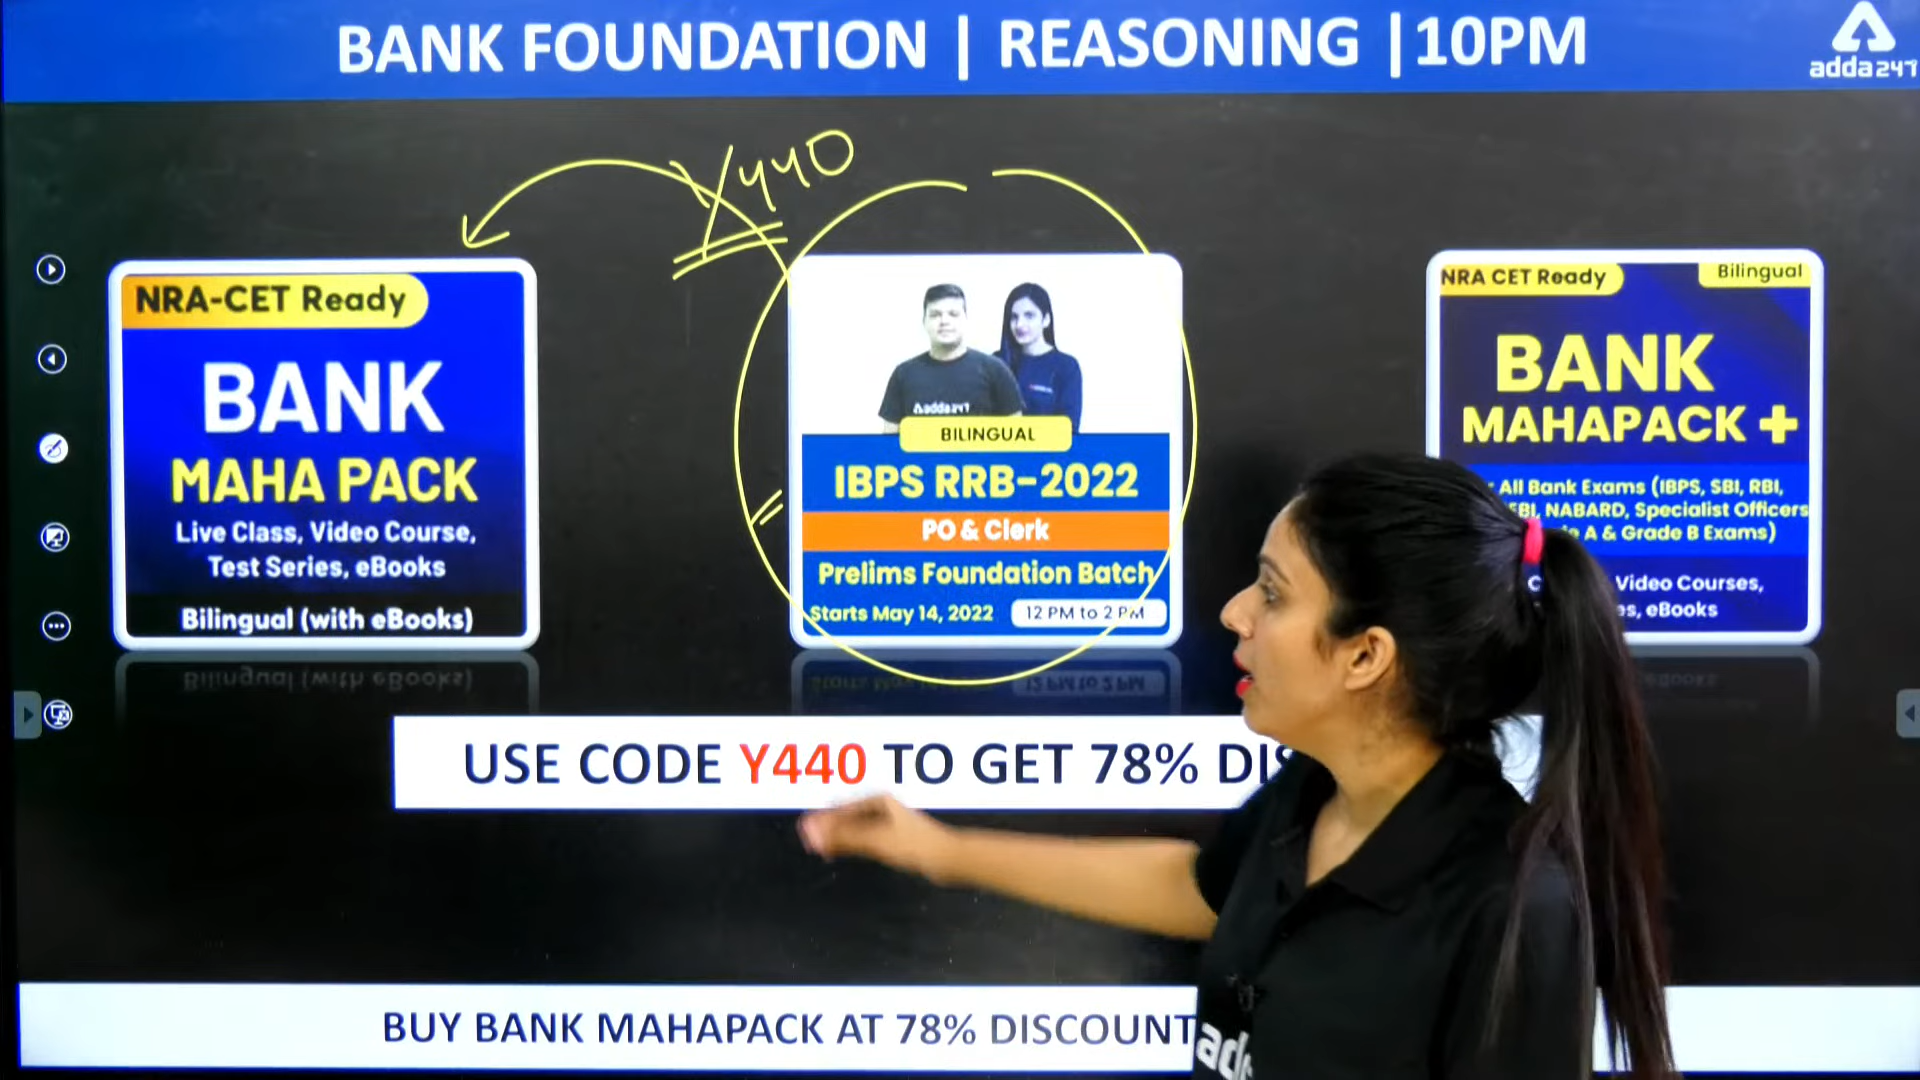 BANK FOUNDATION | REASONING |10PM
adda247
Y440
NRA-CET Ready
BANK
MAHA PACK
Live Class, Video Course,
Test Series, eBooks
Bilingual (with eBooks)
adda247
BILINGUAL
IBPS RRB-2022
PO & Clerk
Prelims Foundation Batch
Starts May 14, 2022
12 PM to 2 PM
NRA CET Ready
Bilingual
BANK
MAHAPACK +
All Bank Exams (IBPS, SBI, RBI,
NABARD, Specialist Officers
A & Grade B Exams)
Video Courses,
eBooks
USE CODE Y440 TO GET 78%
BUY BANK MAHAPACK AT 78% DISCOUNT